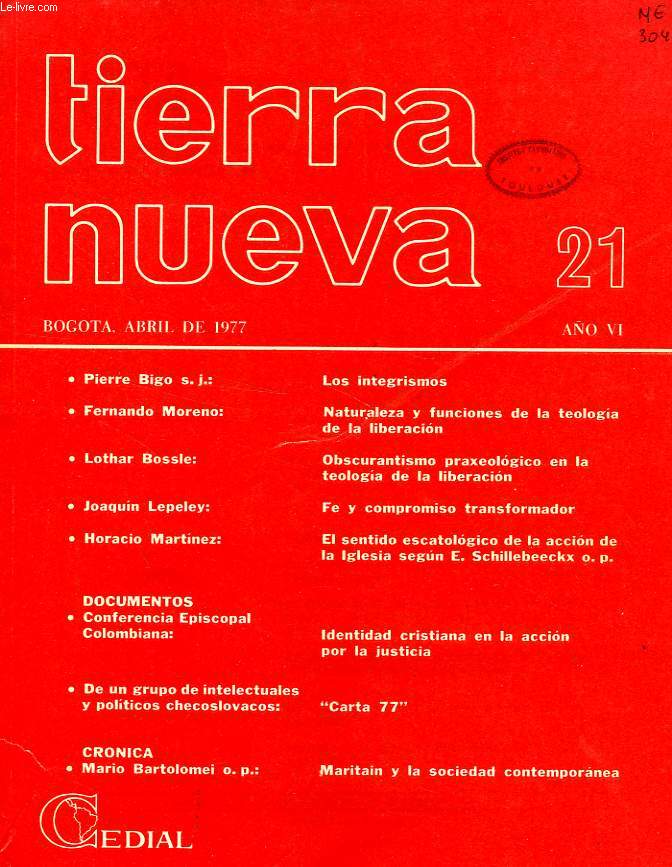 Le-livre.com
ME
304
tierra
nueva
21
TOULOUSE
BOGOTA, ABRIL DE 1977 AÑO VI
• Pierre Bigo s. j.: Los integrismos
• Fernando Moreno: Naturaleza y funciones de la teología
de la liberación
• Lothar Bossle: Obscurantismo praxeológico en la
teología de la liberación
• Joaquín Lepeley: Fe y compromiso transformador
• Horacio Martínez: El sentido escatológico de la acción de
la Iglesia según E. Schillebeeckx o. p.
DOCUMENTOS
• Conferencia Episcopal
Colombiana: Identidad cristiana en la acción
por la justicia
• De un grupo de intelectuales
y políticos checoslovacos: "Carta 77"
CRONICA
• Mario Bartolomei o. p.: Maritain y la sociedad contemporánea
CEDIAL